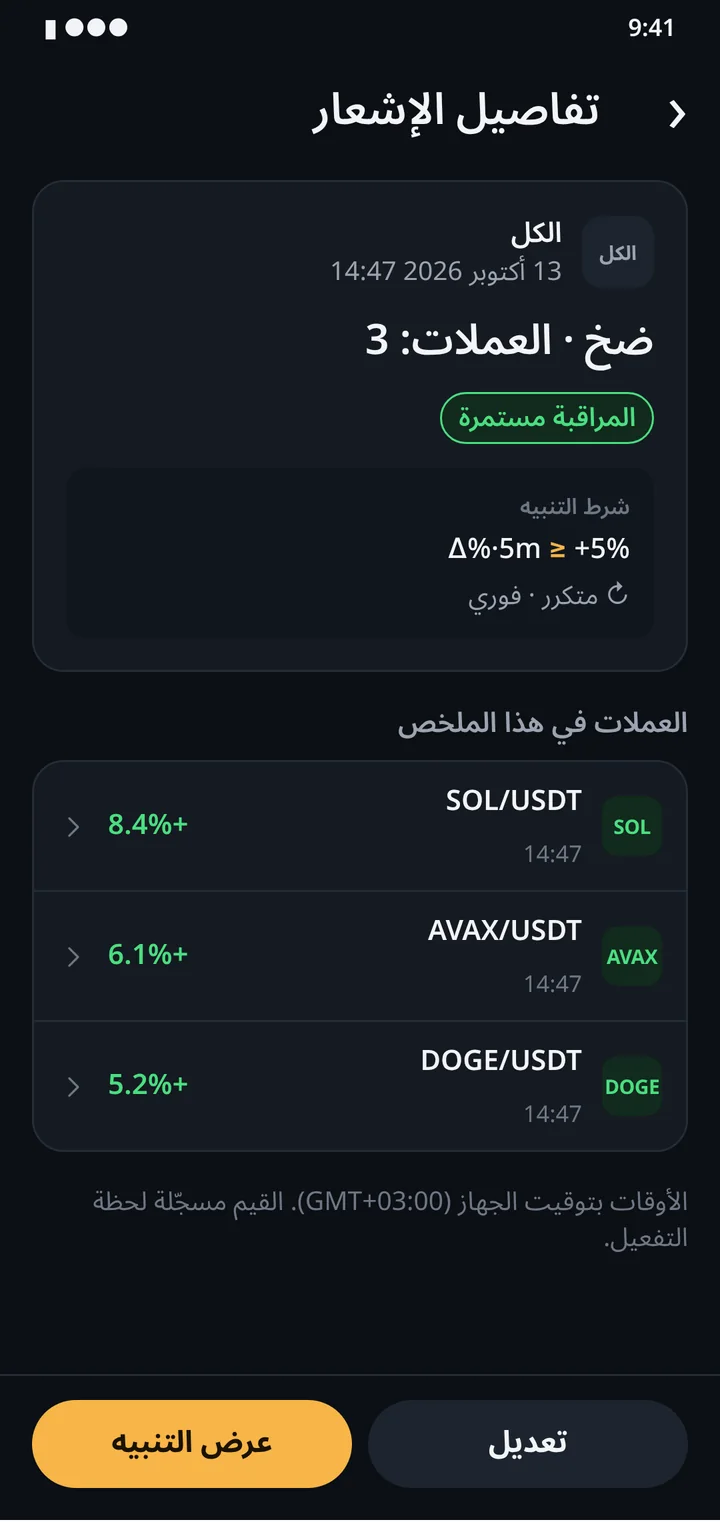 9:41
تفاصيل الإشعار
الكل
الكل
13 أكتوبر 2026 14:47
ضخ · العملات: 3
المراقبة مستمرة
شرط التنبيه
Δ%·5m ≥ +5%
↻ متكرر · فوري
العملات في هذا الملخص
SOL
SOL/USDT
14:47
8.4%+
AVAX
AVAX/USDT
14:47
6.1%+
DOGE
DOGE/USDT
14:47
5.2%+
الأوقات بتوقيت الجهاز (GMT+03:00). القيم مسجّلة لحظة
التفعيل.
تعديل
عرض التنبيه